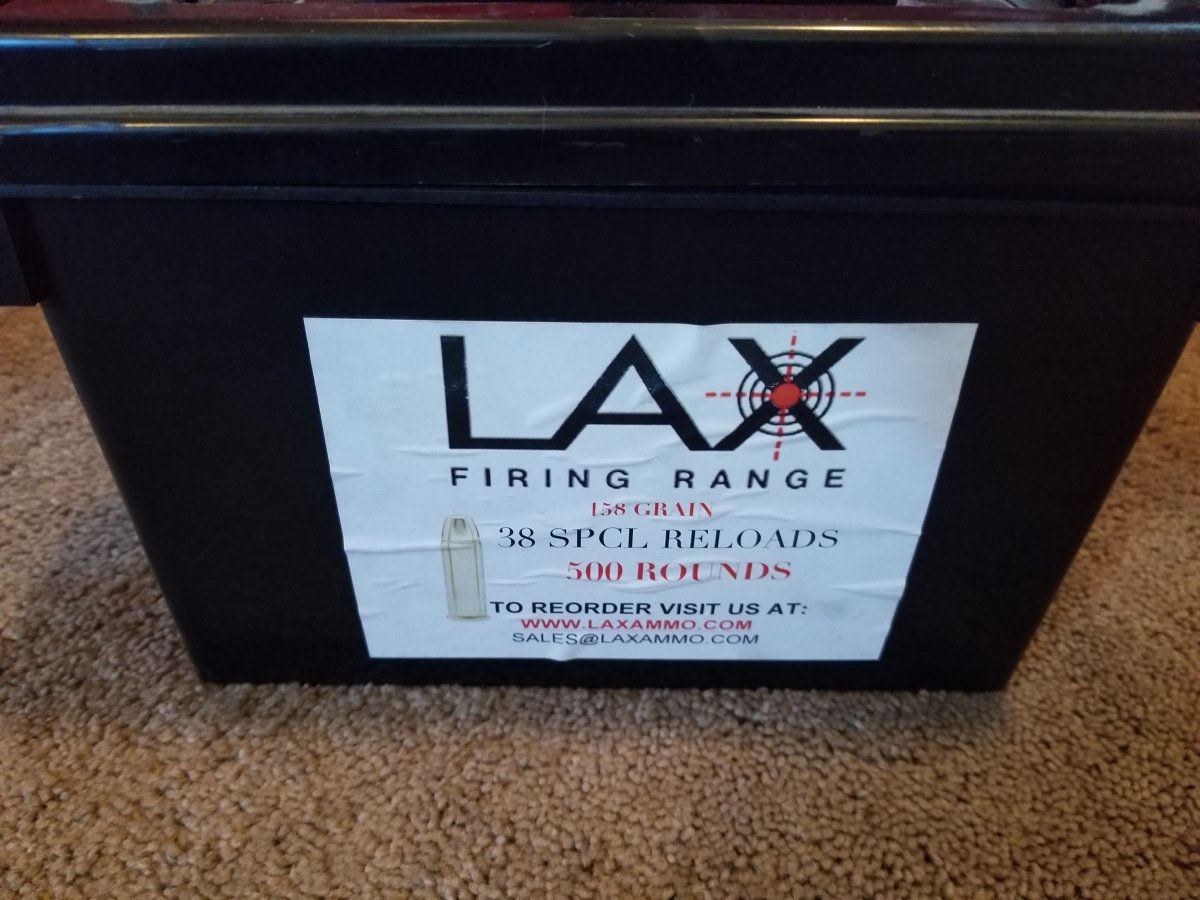 LAX
FIRING RANGE
158 GRAIN
38 SPCL RELOADS
500 ROUNDS
TO REORDER VISIT US AT:
WWW.LAXAMMO.COM
SALES@LAXAMMO.COM